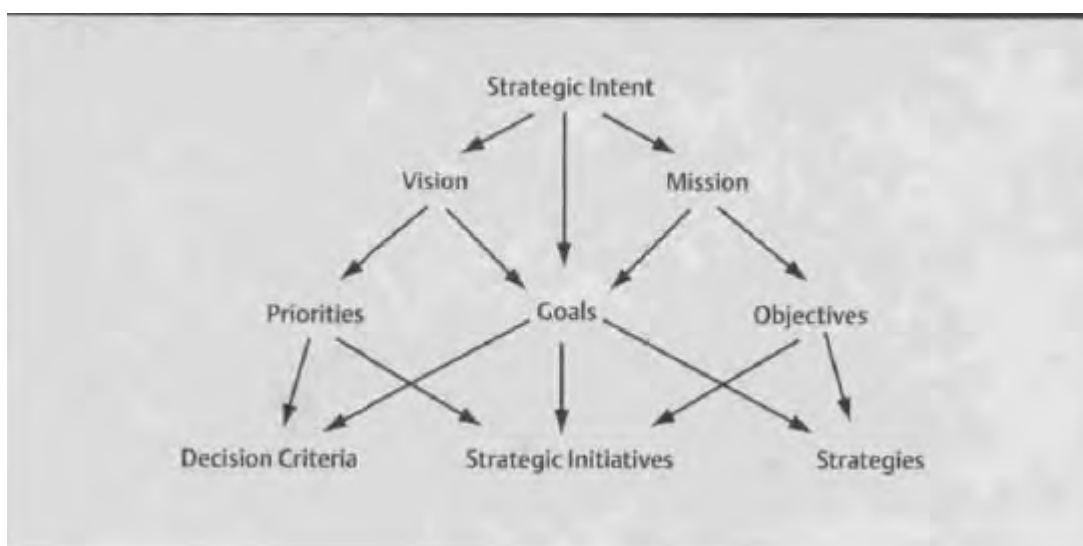 Strategic Intent
Vision Mission
Priorities Goals Objectives
Decision Criteria Strategic Initiatives Strategies